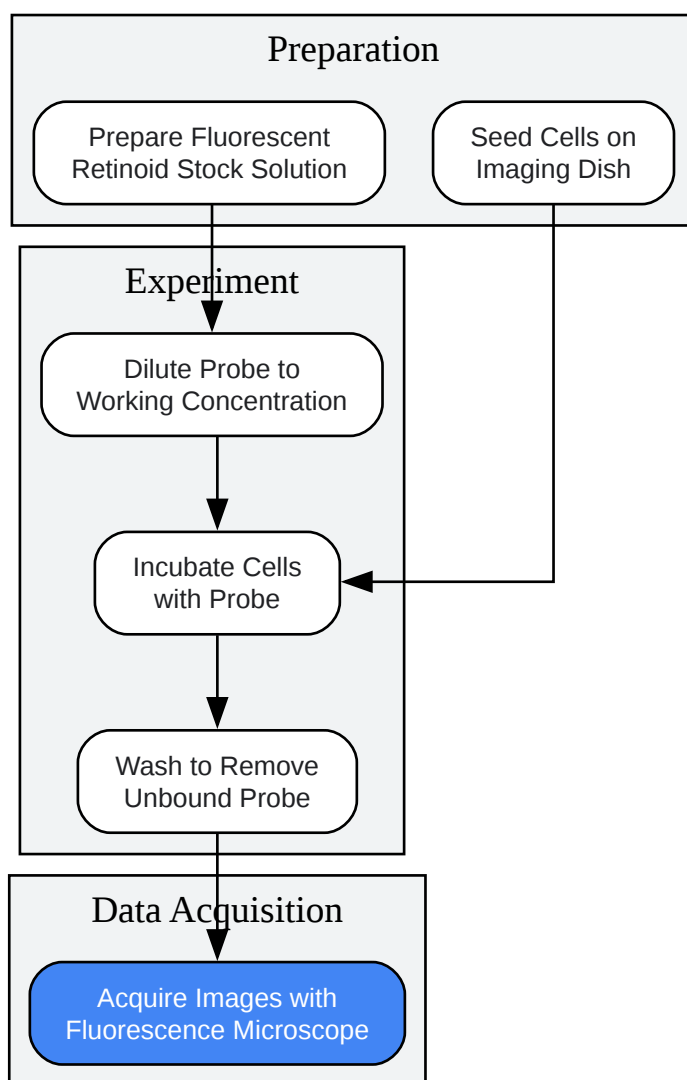 Preparation
Prepare Fluorescent
Retinoid Stock Solution
Seed Cells on
Imaging Dish
Experiment
Dilute Probe to
Working Concentration
Incubate Cells
with Probe
Wash to Remove
Unbound Probe
Data Acquisition
Acquire Images with
Fluorescence Microscope